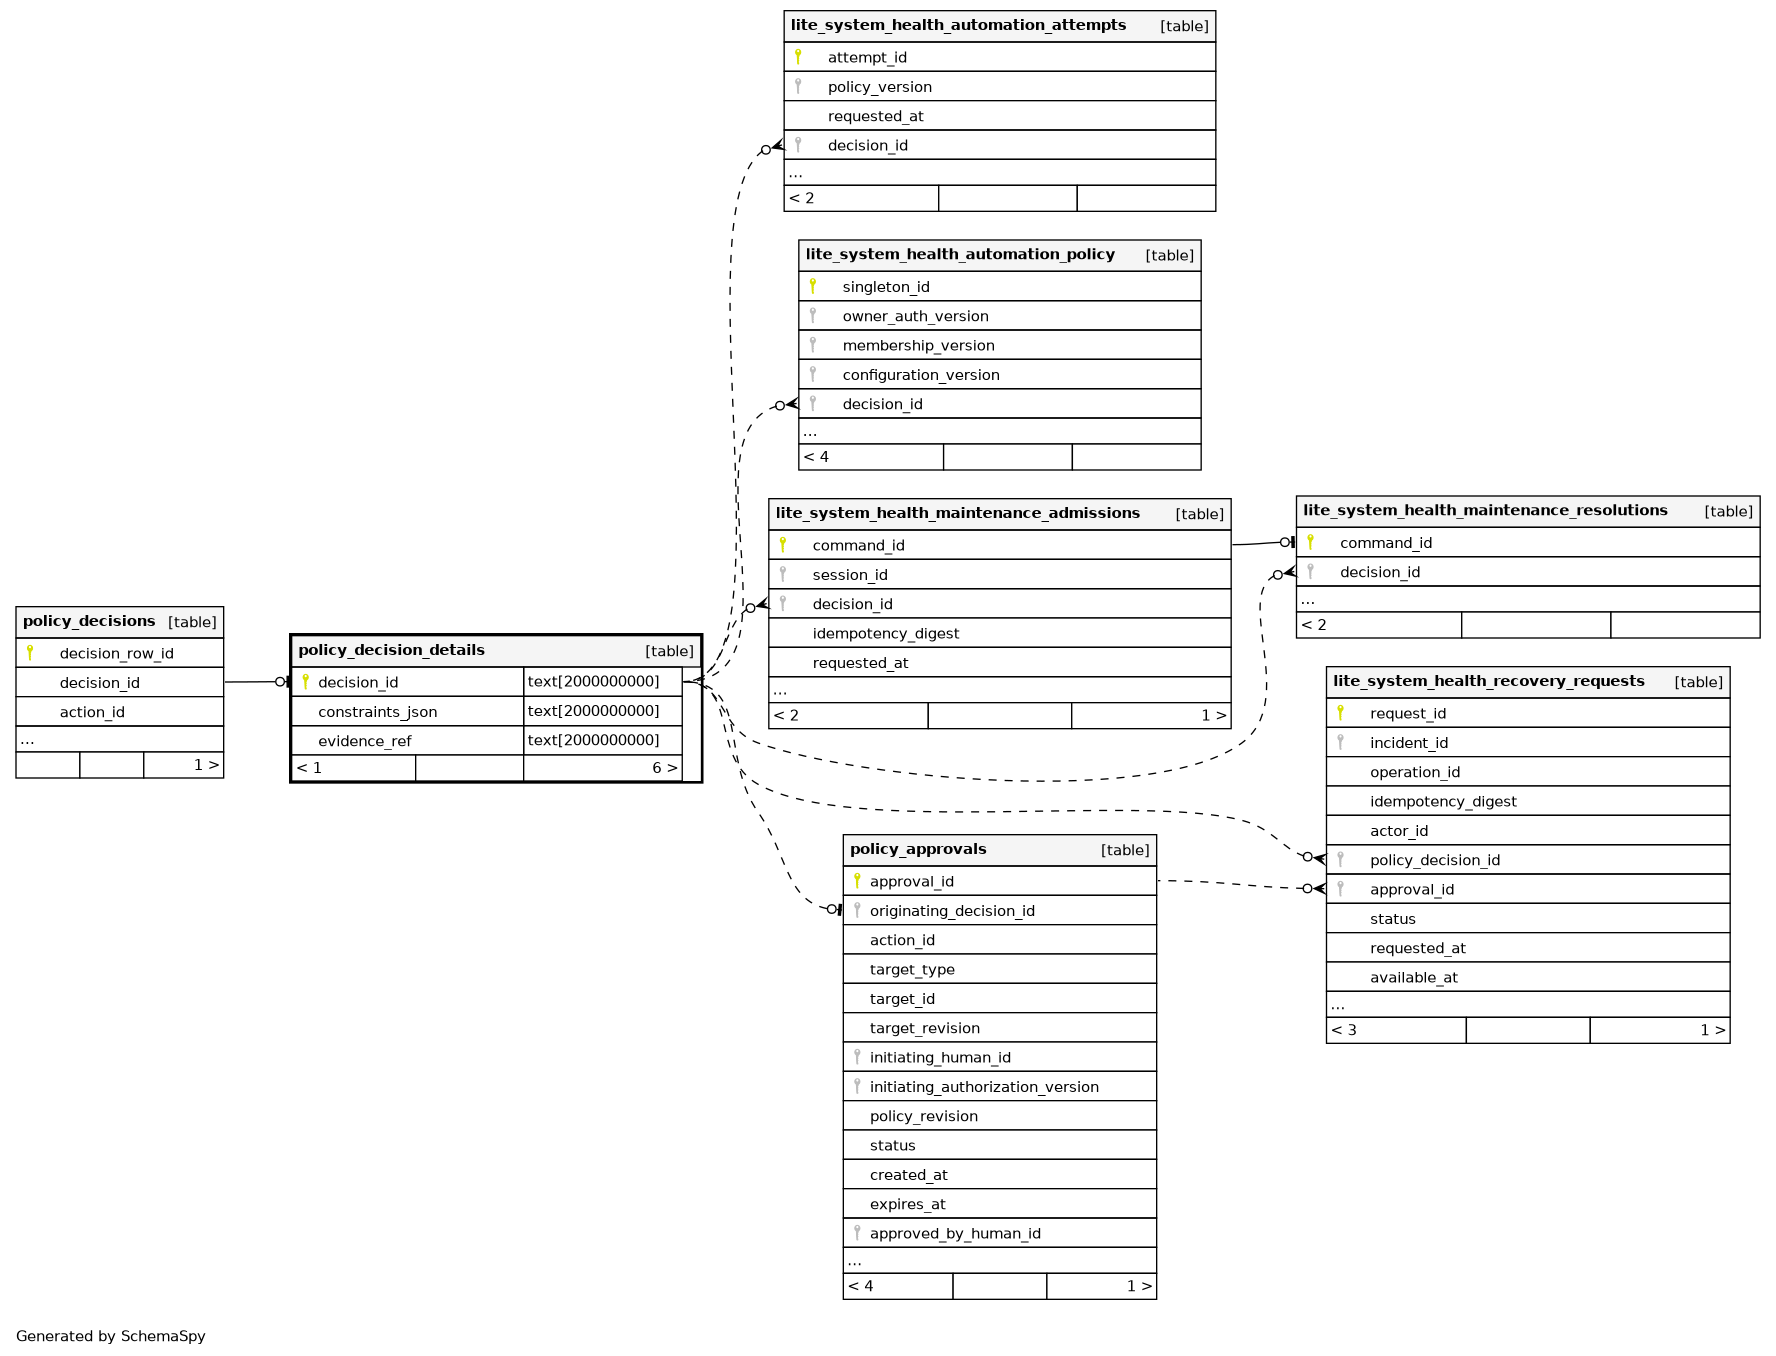 lite_system_health_automation_attempts [table]
attempt_id
policy_version
requested_at
decision_id
...
< 2
lite_system_health_automation_policy [table]
singleton_id
owner_auth_version
membership_version
configuration_version
decision_id
...
< 4
lite_system_health_maintenance_admissions [table]
command_id
session_id
decision_id
idempotency_digest
requested_at
...
< 2 1 >
lite_system_health_maintenance_resolutions [table]
command_id
decision_id
...
< 2
policy_decisions [table]
decision_row_id
decision_id
action_id
...
1 >
policy_decision_details [table]
decision_id text[2000000000]
constraints_json text[2000000000]
evidence_ref text[2000000000]
< 1 6 >
lite_system_health_recovery_requests [table]
request_id
incident_id
operation_id
idempotency_digest
actor_id
policy_decision_id
approval_id
status
requested_at
available_at
...
< 3 1 >
policy_approvals [table]
approval_id
originating_decision_id
action_id
target_type
target_id
target_revision
initiating_human_id
initiating_authorization_version
policy_revision
status
created_at
expires_at
approved_by_human_id
...
< 4 1 >
Generated by SchemaSpy